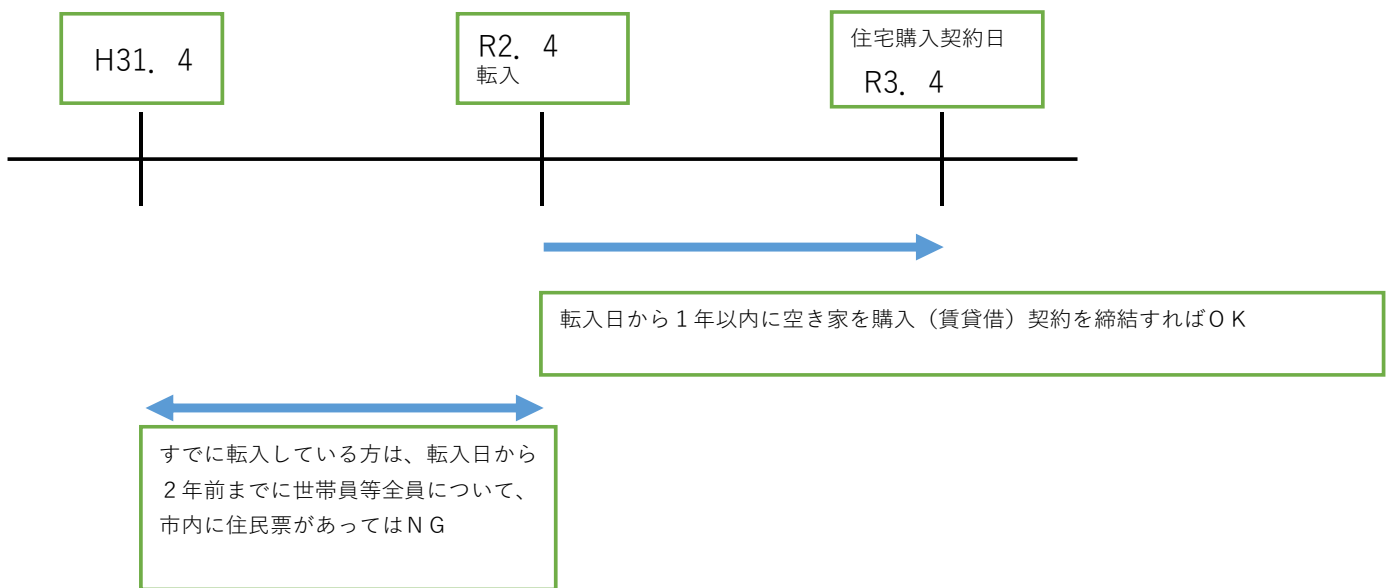 H31．4
R2．4
転入
住宅購入契約日
R3．4
転入日から１年以内に空き家を購入（賃貸借）契約を締結すればＯＫ
すでに転入している方は、転入日から
２年前までに世帯員等全員について、
市内に住民票があってはＮＧ